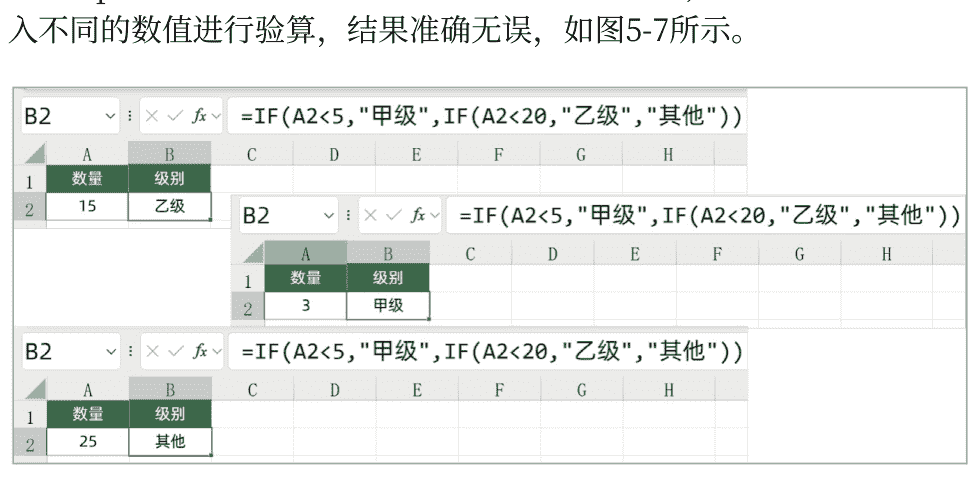 入不同的数值进行验算，结果准确无误，如图5-7所示。
B2 fx =IF(A2<5,"甲级",IF(A2<20,"乙级","其他"))
A B C D E F G H
1 数量 级别
2 15 乙级
B2 fx =IF(A2<5,"甲级",IF(A2<20,"乙级","其他"))
A B C D E F G H
1 数量 级别
2 3 甲级
B2 fx =IF(A2<5,"甲级",IF(A2<20,"乙级","其他"))
A B C D E F G H
1 数量 级别
2 25 其他